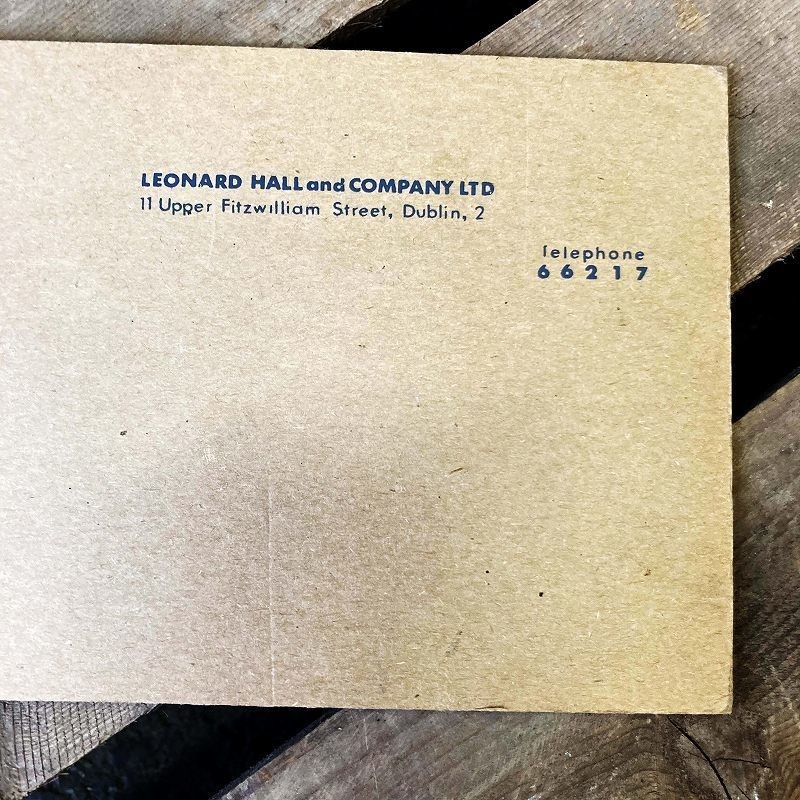 LEONARD HALL and COMPANY LTD
11 Upper Fitzwilliam Street, Dublin, 2
Telephone
66217